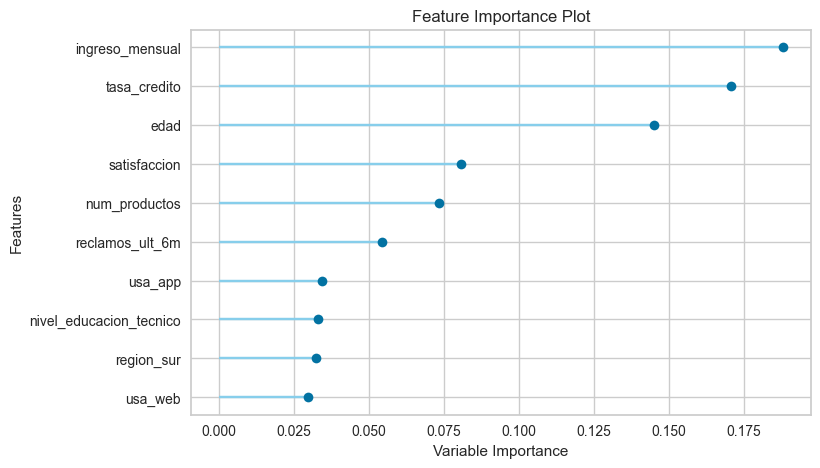 Feature Importance Plot
ingreso_mensual
tasa_credito
edad
satisfaccion
num_productos
reclamos_ult_6m
usa_app
nivel_educacion_tecnico
region_sur
usa_web
Features
0.000 0.025 0.050 0.075 0.100 0.125 0.150 0.175
Variable Importance